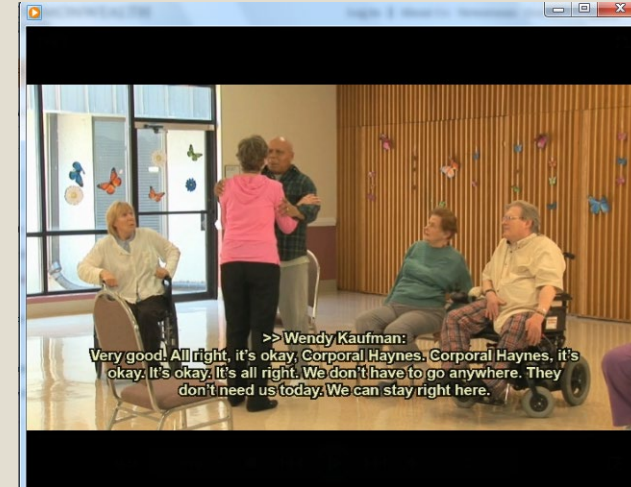 >> Wendy Kaufman:
Very good. All right, it's okay, Corporal Haynes. Corporal Haynes, it's
okay. It's okay. It's all right. We don't have to go anywhere. They
don't need us today. We can stay right here.